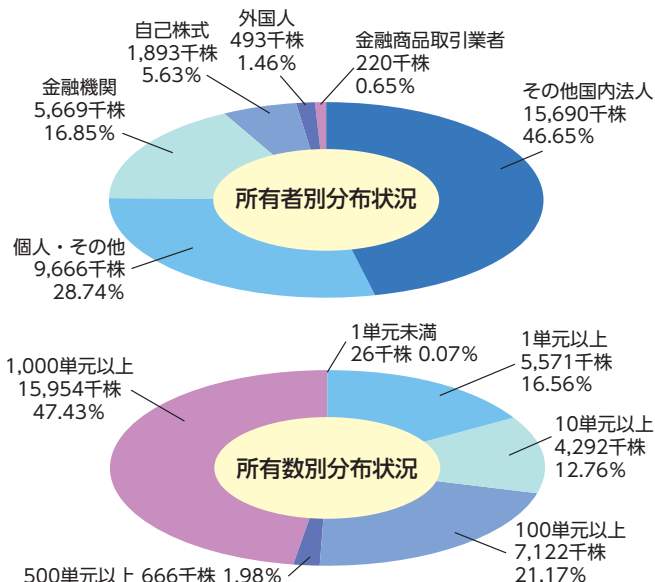 外国人
493千株
1.46%
自己株式
1,893千株
5.63%
金融商品取引業者
220千株
0.65%
金融機関
5,669千株
16.85%
その他国内法人
15,690千株
46.65%
所有者別分布状況
個人・その他
9,666千株
28.74%
1単元未満
26千株 0.07%
1単元以上
5,571千株
16.56%
1,000単元以上
15,954千株
47.43%
10単元以上
4,292千株
12.76%
所有数別分布状況
100単元以上
7,122千株
21.17%
500単元以上 666千株 1.98%